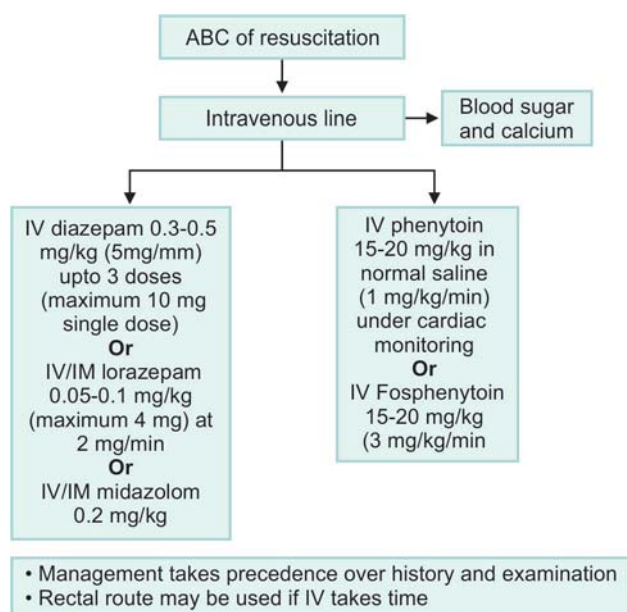 ABC of resuscitation
Intravenous line
Blood sugar
and calcium
IV diazepam 0.3-0.5
mg/kg (5mg/mm)
upto 3 doses
(maximum 10 mg
single dose)
Or
IV/IM lorazepam
0.05-0.1 mg/kg
(maximum 4 mg) at
2 mg/min
Or
IV/IM midazolom
0.2 mg/kg
IV phenytoin
15-20 mg/kg in
normal saline
(1 mg/kg/min)
under cardiac
monitoring
Or
IV Fosphenytoin
15-20 mg/kg
(3 mg/kg/min
• Management takes precedence over history and examination
• Rectal route may be used if IV takes time